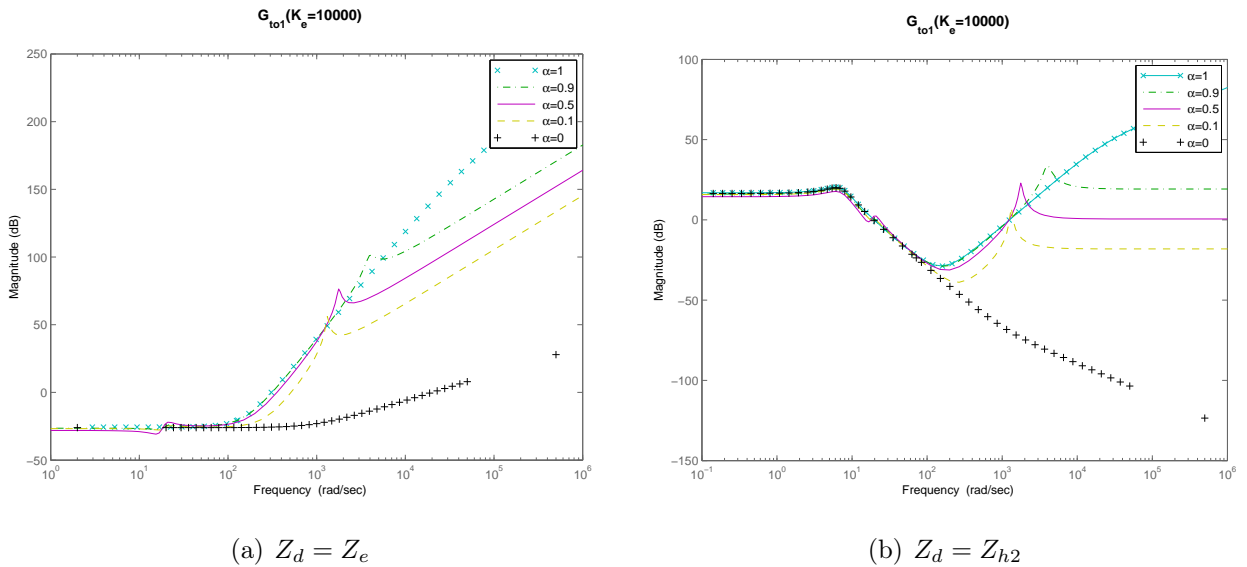 G_to1(K_e=10000)
250
200
150
100
50
0
−50
Magnitude (dB)
10^0
10^1
10^2
10^3
10^4
10^5
10^6
Frequency (rad/sec)
α=1
α=0.9
α=0.5
α=0.1
α=0
(a) Z_d = Z_e
G_to1(K_e=10000)
100
50
0
−50
−100
−150
Magnitude (dB)
10^−1
10^0
10^1
10^2
10^3
10^4
10^5
10^6
Frequency (rad/sec)
α=1
α=0.9
α=0.5
α=0.1
α=0
(b) Z_d = Z_h2